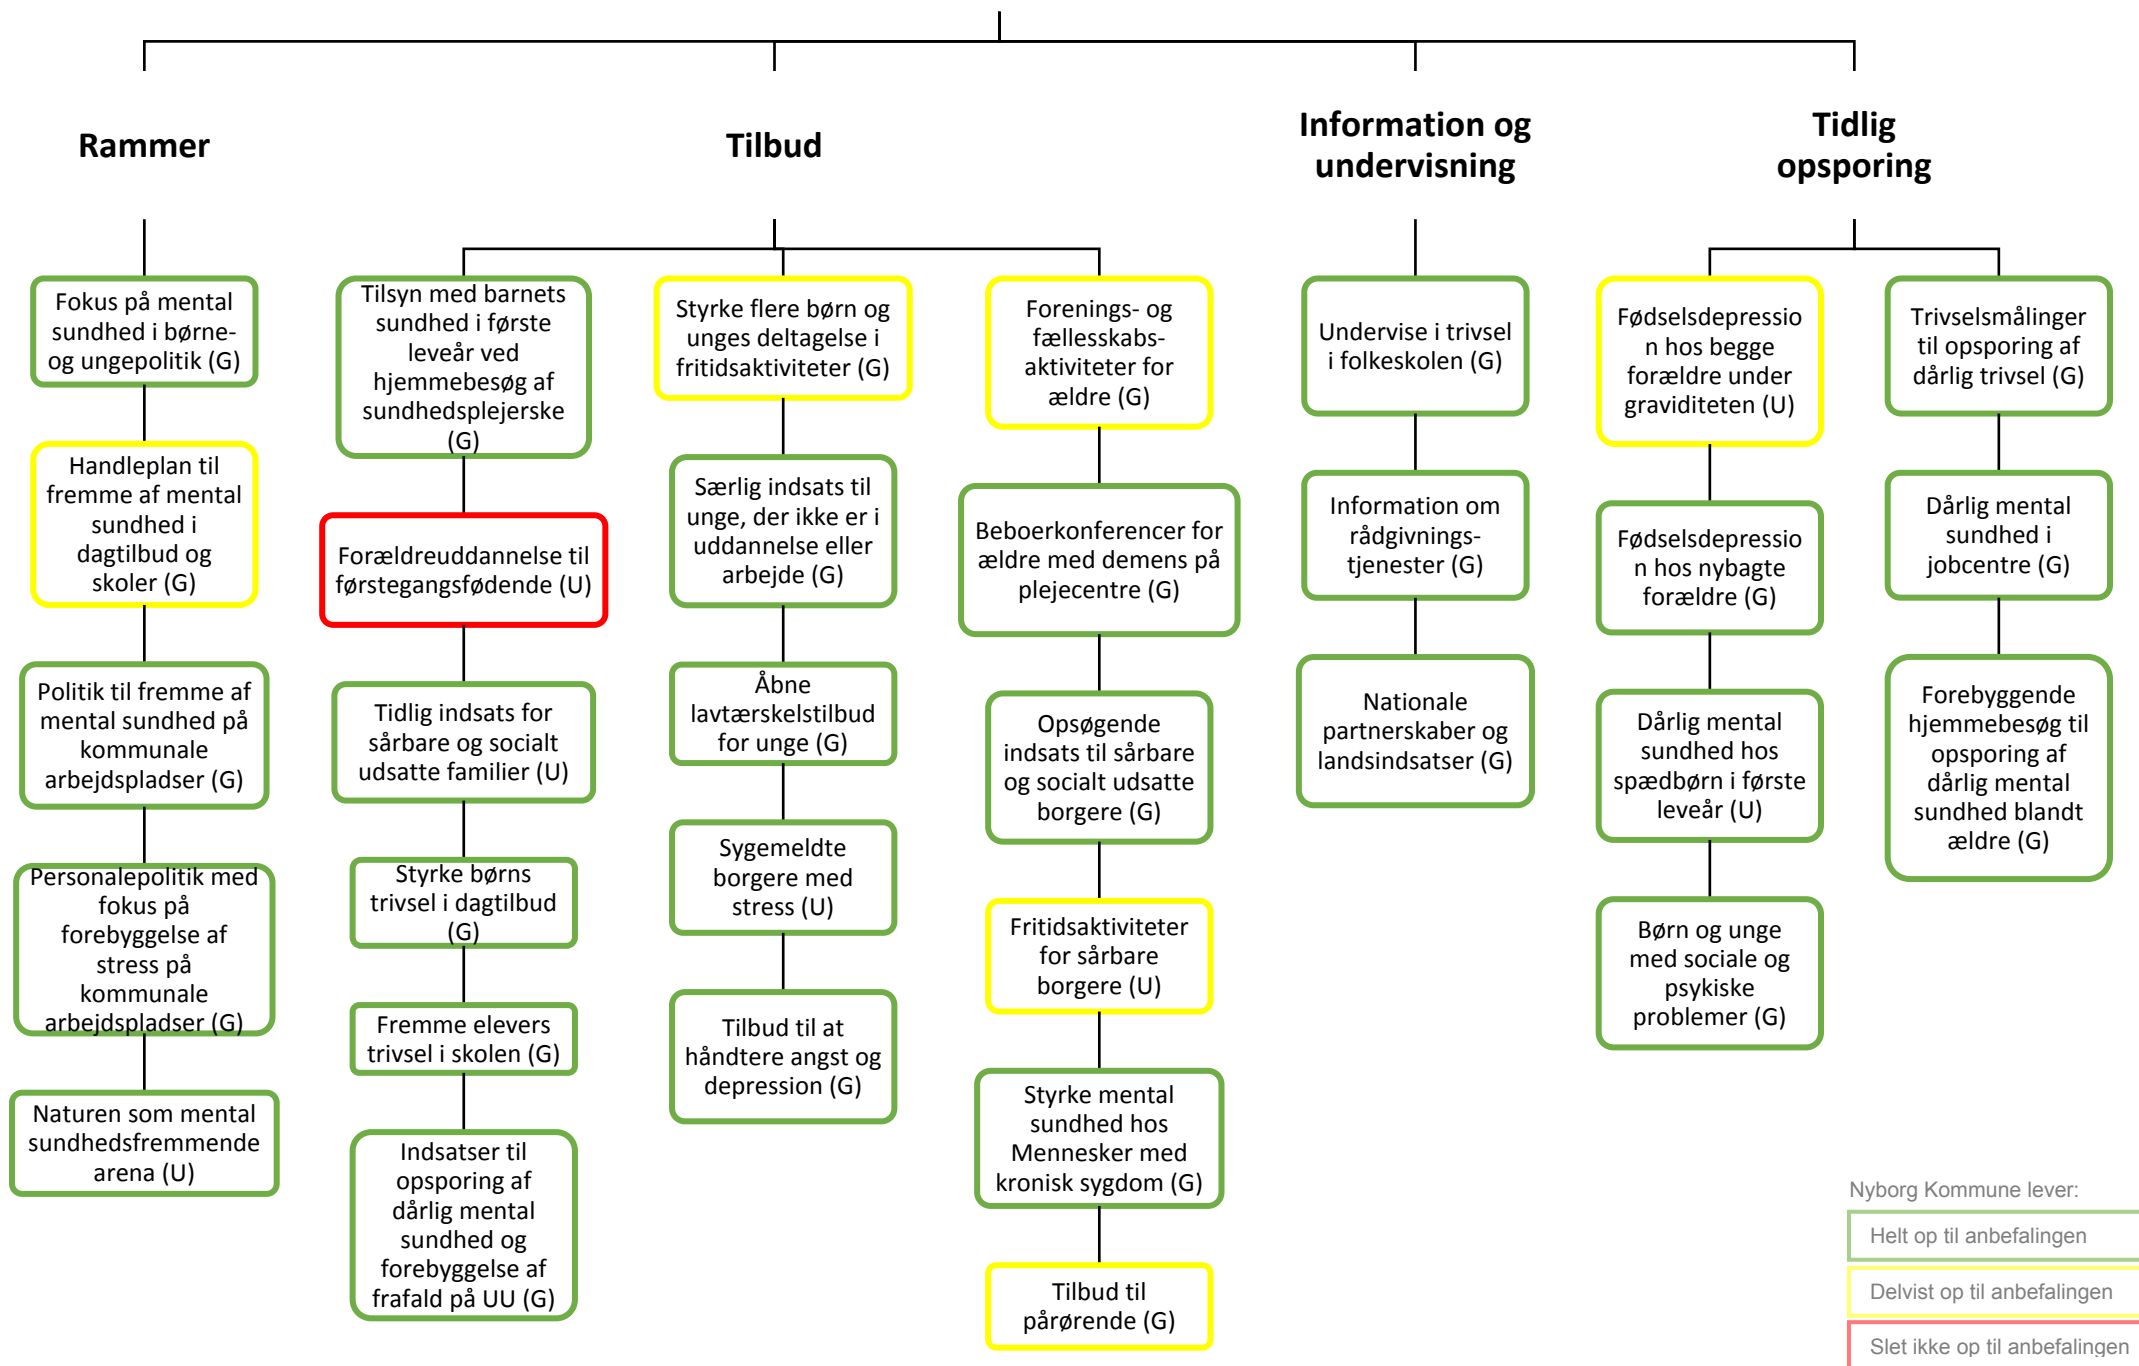 Rammer
Fokus på mental
sundhed i børne-
og ungepolitik (G)
Handleplan til
fremme af mental
sundhed i
dagtilbud og
skoler (G)
Politik til fremme af
mental sundhed på
kommunale
arbejdspladser (G)
Personalepolitik med
fokus på
forebyggelse af
stress på
kommunale
arbejdspladser (G)
Naturen som mental
sundhedsfremmende
arena (U)
Tilbud
Tilsyn med barnets
sundhed i første
leveår ved
hjemmebesøg af
sundhedsplejerske
(G)
Forældreuddannelse til
førstegangsfødende (U)
Tidlig indsats for
sårbare og socialt
udsatte familier (U)
Styrke børns
trivsel i dagtilbud
(G)
Fremme elevers
trivsel i skolen (G)
Indsatser til
opsporing af
dårlig mental
sundhed og
forebyggelse af
frafald på UU (G)
Styrke flere børn og
unges deltagelse i
fritidsaktiviteter (G)
Særlig indsats til
unge, der ikke er i
uddannelse eller
arbejde (G)
Åbne
lavtærskelstilbud
for unge (G)
Sygemeldte
borgere med
stress (U)
Tilbud til at
håndtere angst og
depression (G)
Forenings- og
fællesskabs-
aktiviteter for
ældre (G)
Beboerkonferencer for
ældre med demens på
plejecentre (G)
Opsøgende
indsats til sårbare
og socialt udsatte
borgere (G)
Fritidsaktiviteter
for sårbare
borgere (U)
Styrke mental
sundhed hos
Mennesker med
kronisk sygdom (G)
Tilbud til
pårørende (G)
Information og
undervisning
Undervise i trivsel
i folkeskolen (G)
Information om
rådgivnings-
tjenester (G)
Nationale
partnerskaber og
landsindsatser (G)
Tidlig
opsporing
Fødselsdepressio
n hos begge
forældre under
graviditeten (U)
Fødselsdepressio
n hos nybagte
forældre (G)
Dårlig mental
sundhed hos
spædbørn i første
leveår (U)
Børn og unge
med sociale og
psykiske
problemer (G)
Trivselsmålinger
til opsporing af
dårlig trivsel (G)
Dårlig mental
sundhed i
jobcentre (G)
Forebyggende
hjemmebesøg til
opsporing af
dårlig mental
sundhed blandt
ældre (G)
Nyborg Kommune lever:
Helt op til anbefalingen
Delvist op til anbefalingen
Slet ikke op til anbefalingen